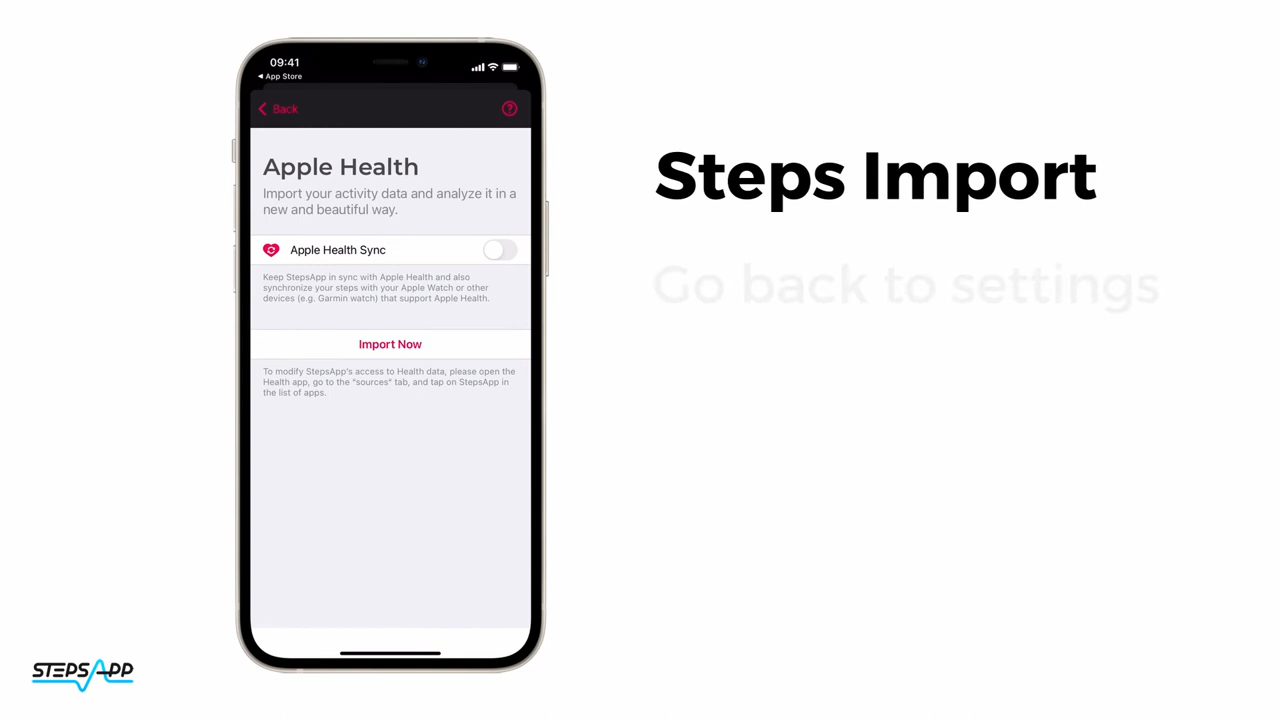 09:41
App Store
Back
Apple Health
Import your activity data and analyze it in a
new and beautiful way.
Apple Health Sync
Keep StepsApp in sync with Apple Health and also
synchronize your steps with your Apple Watch or other
devices (e.g. Garmin watch) that support Apple Health.
Import Now
To modify StepsApp's access to Health data, please open the
Health app, go to the "sources" tab, and tap on StepsApp in
the list of apps.
Steps Import
Go back to settings
STEPSAPP